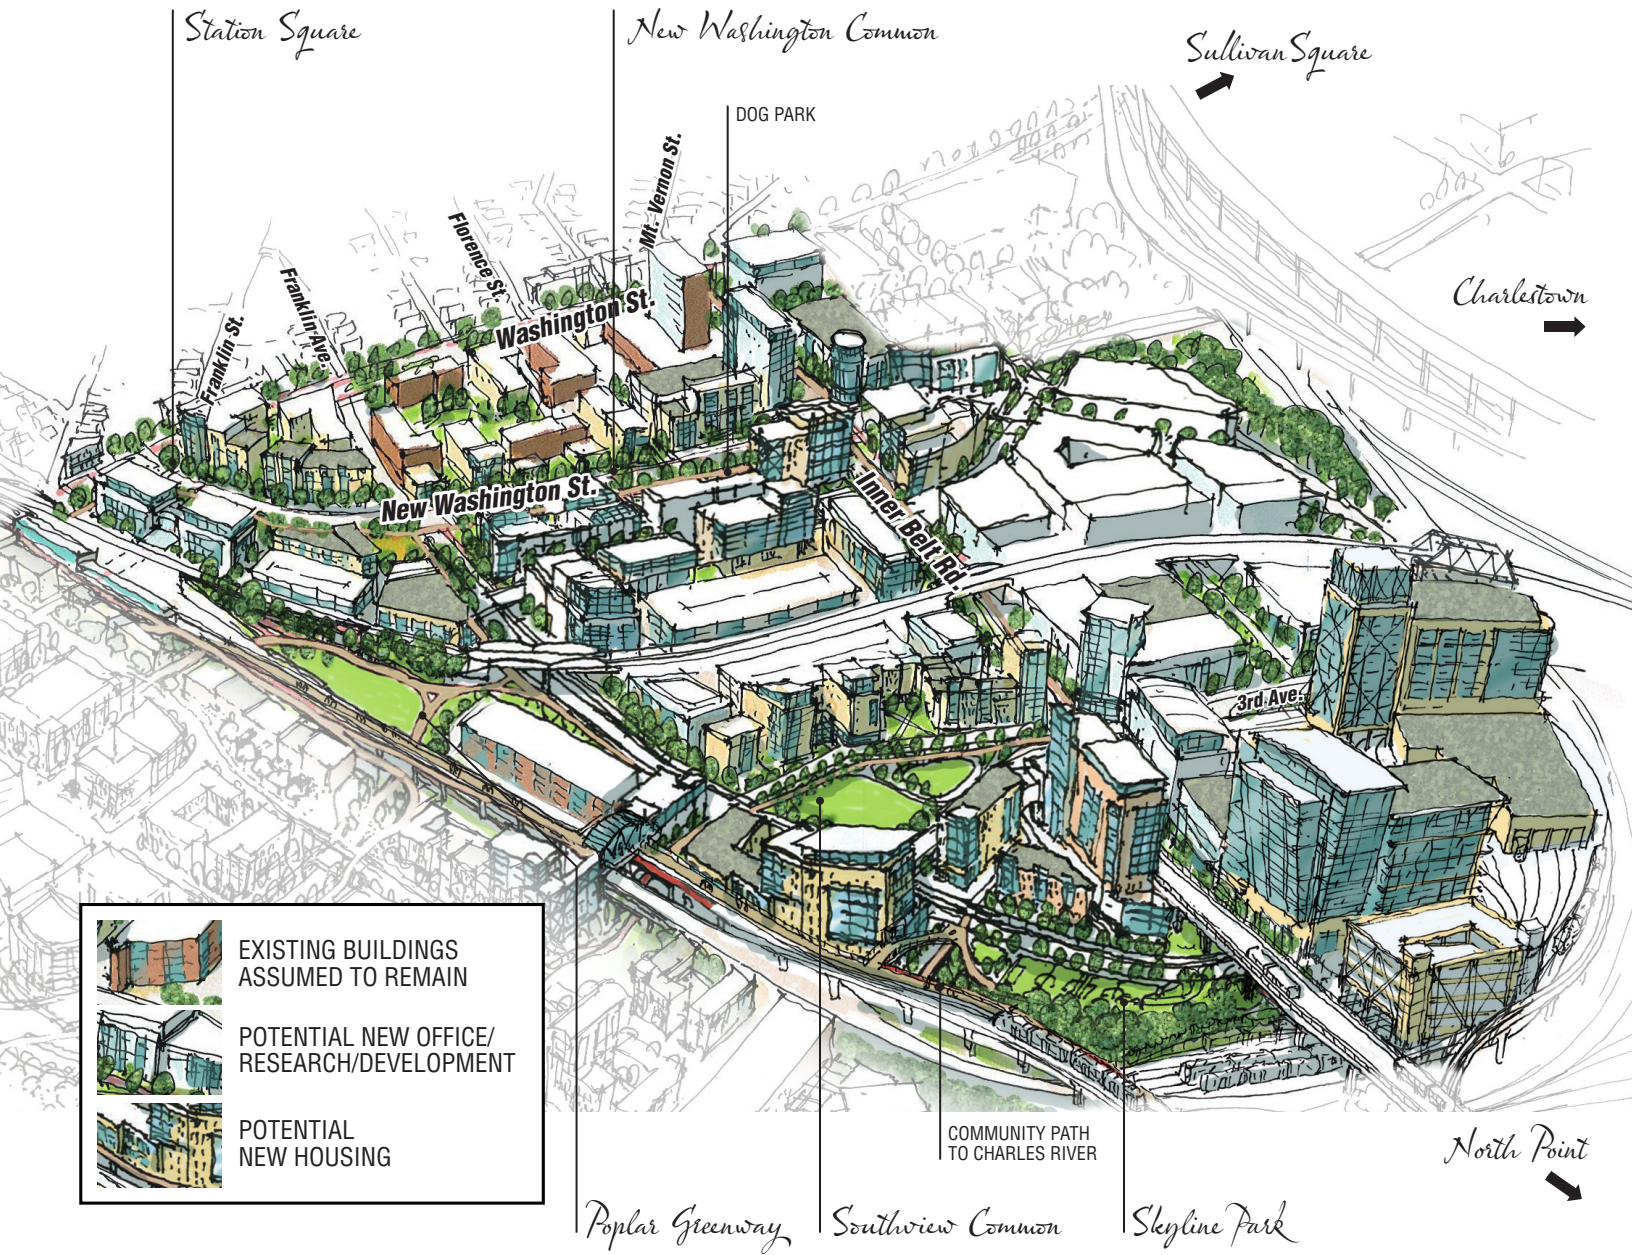 Station Square
New Washington Common
Sullivan Square
DOG PARK
Mt. Vernon St.
Florence St.
Franklin Ave.
Franklin St.
Washington St.
Charlestown
New Washington St.
Inner Belt Rd
3rd Ave.
EXISTING BUILDINGS
ASSUMED TO REMAIN
POTENTIAL NEW OFFICE/
RESEARCH/DEVELOPMENT
POTENTIAL
NEW HOUSING
COMMUNITY PATH
TO CHARLES RIVER
North Point
Poplar Greenway
Southview Common
Skyline Park